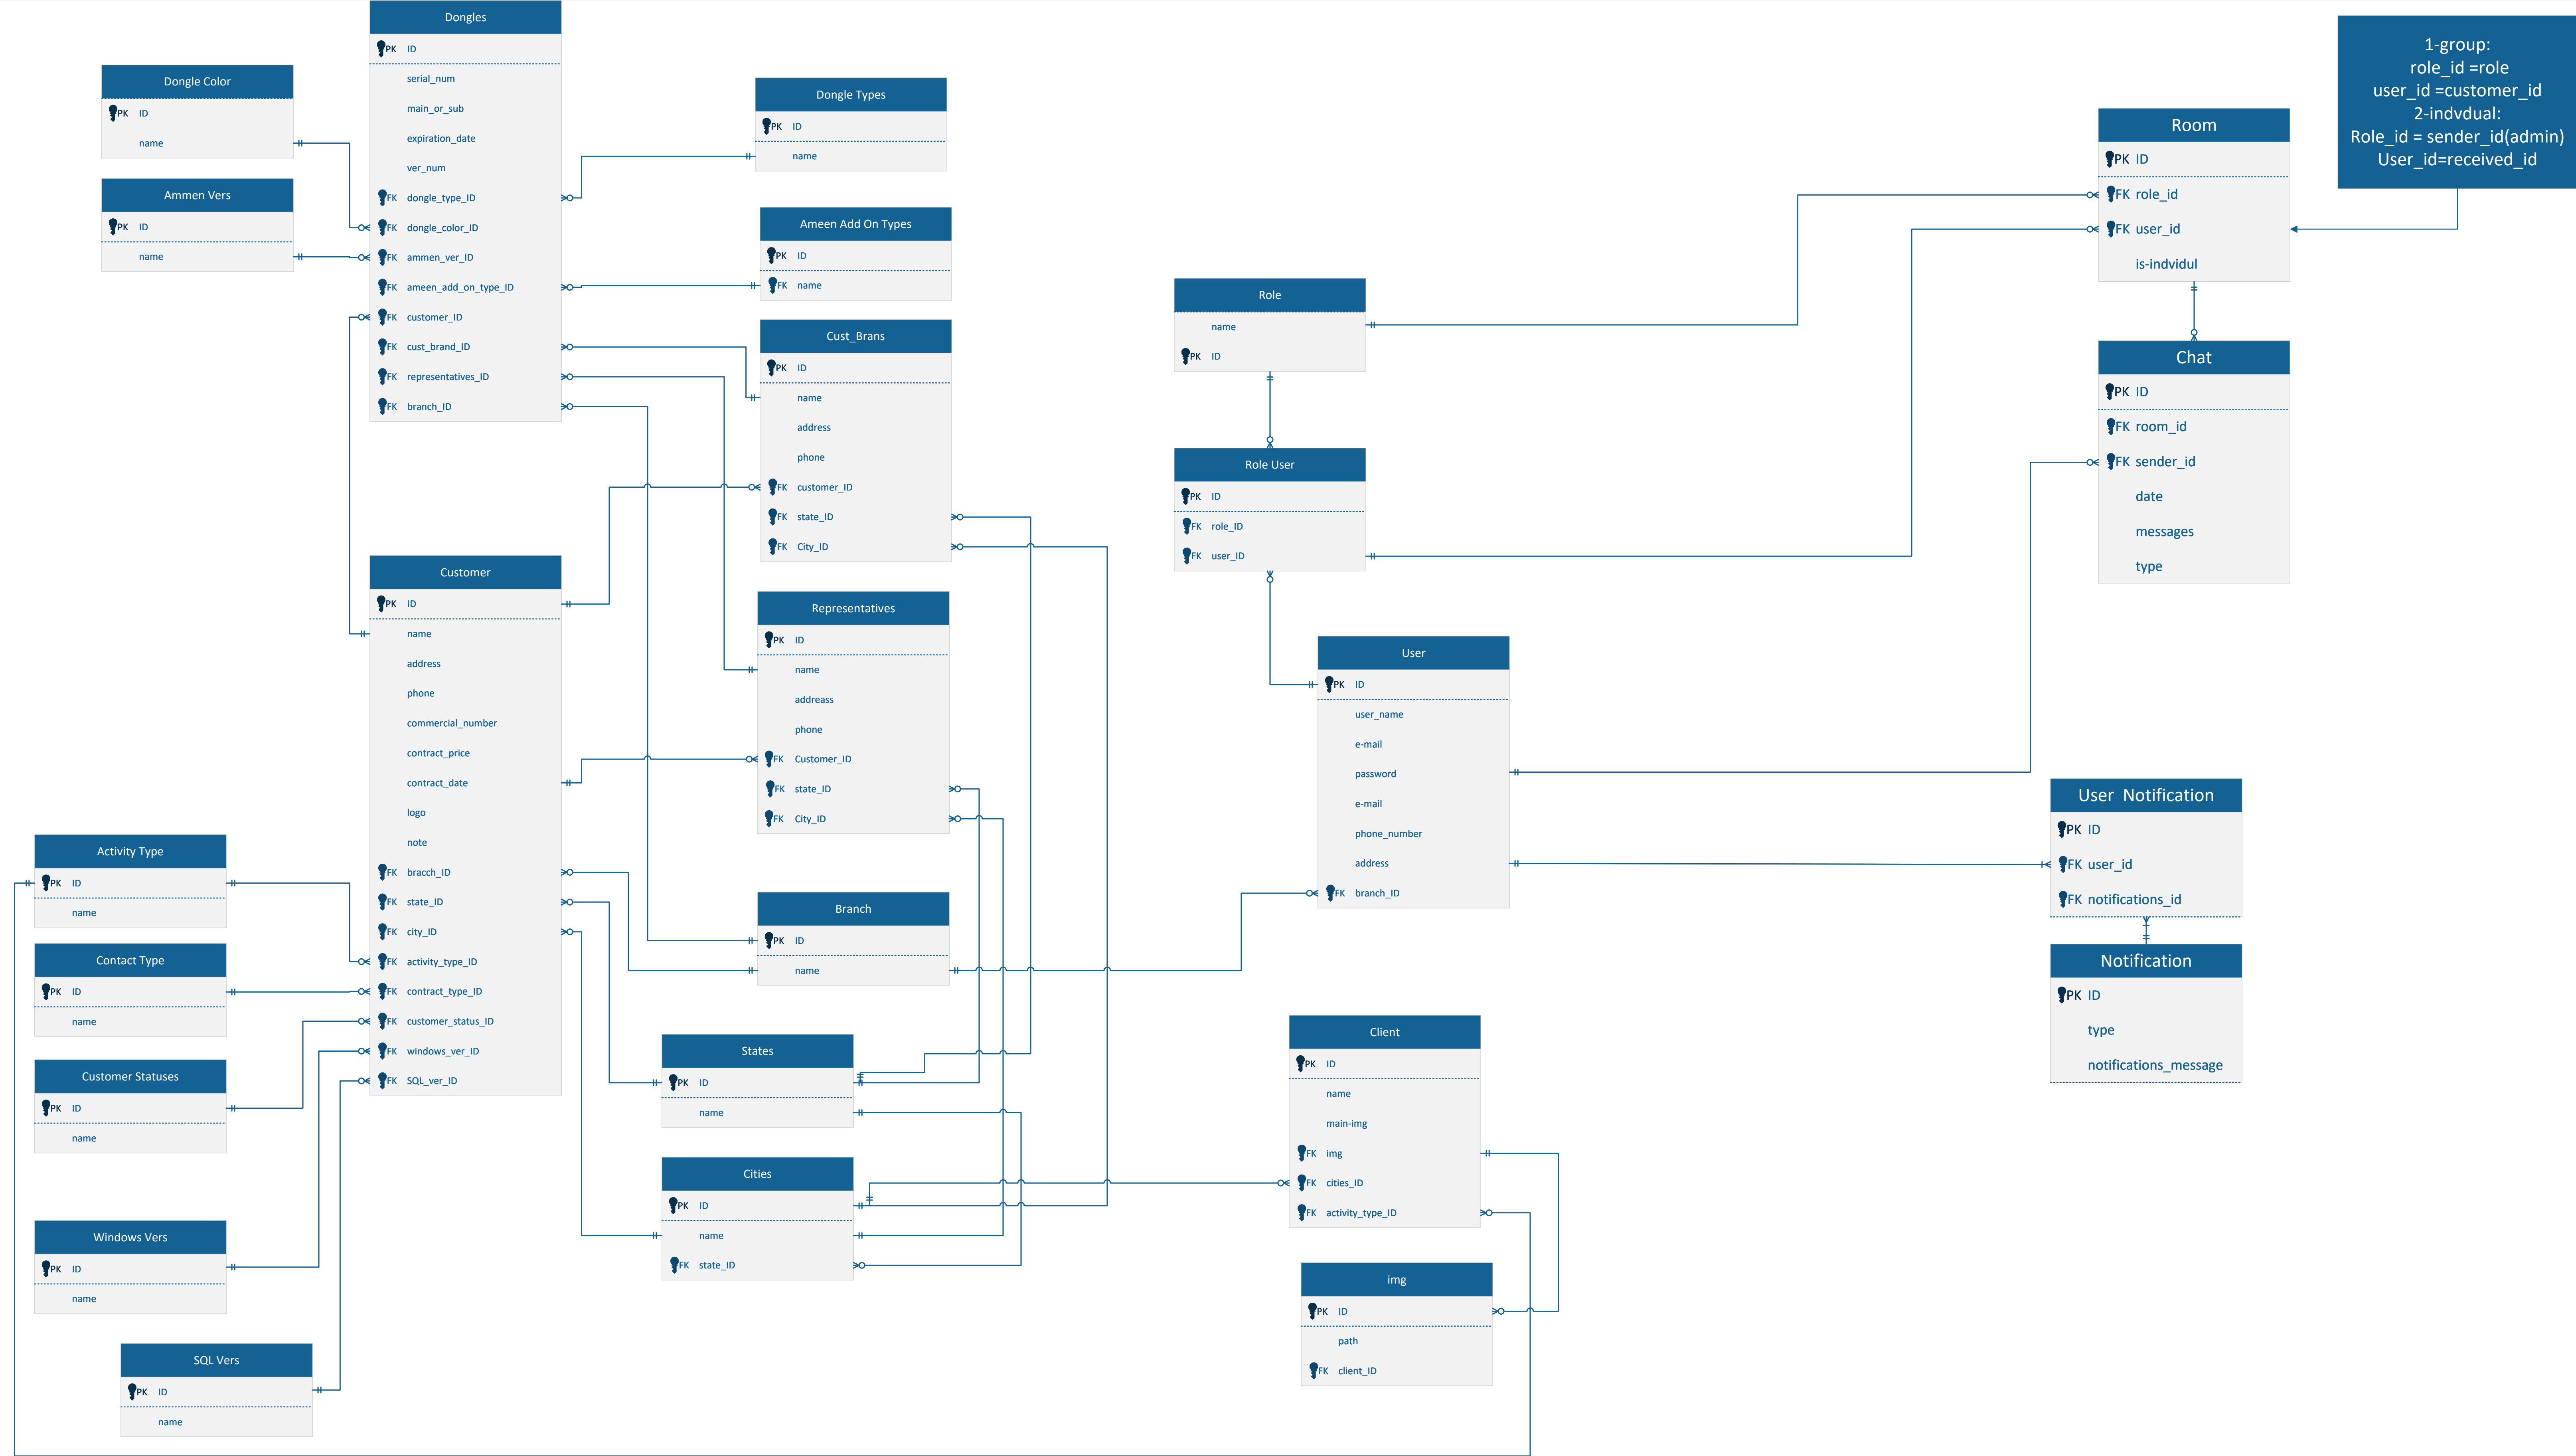 Dongles
PK ID
serial_num
main_or_sub
expiration_date
ver_num
FK dongle_type_ID
FK dongle_color_ID
FK ammen_ver_ID
FK ameen_add_on_type_ID
FK customer_ID
FK cust_brand_ID
FK representatives_ID
FK branch_ID
Dongle Color
PK ID
name
Ammen Vers
PK ID
name
Dongle Types
PK ID
name
Ameen Add On Types
PK ID
FK name
Cust_Brans
PK ID
name
address
phone
FK customer_ID
FK state_ID
FK City_ID
Customer
PK ID
name
address
phone
commercial_number
contract_price
contract_date
logo
note
FK bracch_ID
FK state_ID
FK city_ID
FK activity_type_ID
FK contract_type_ID
FK customer_status_ID
FK windows_ver_ID
FK SQL_ver_ID
Representatives
PK ID
name
addreass
phone
FK Customer_ID
FK state_ID
FK City_ID
Activity Type
PK ID
name
Contact Type
PK ID
name
Customer Statuses
PK ID
name
Windows Vers
PK ID
name
SQL Vers
PK ID
name
Branch
PK ID
name
States
PK ID
name
Cities
PK ID
name
FK state_ID
Role
name
PK ID
Role User
PK ID
FK role_ID
FK user_ID
User
PK ID
user_name
e-mail
password
e-mail
phone_number
address
FK branch_ID
Client
PK ID
name
main-img
FK img
FK cities_ID
FK activity_type_ID
img
PK ID
path
FK client_ID
1-group:
role_id =role
user_id =customer_id
2-indvdual:
Role_id = sender_id(admin)
User_id=received_id
Room
PK ID
FK role_id
FK user_id
is-indvidul
Chat
PK ID
FK room_id
FK sender_id
date
messages
type
User Notification
PK ID
FK user_id
FK notifications_id
Notification
PK ID
type
notifications_message